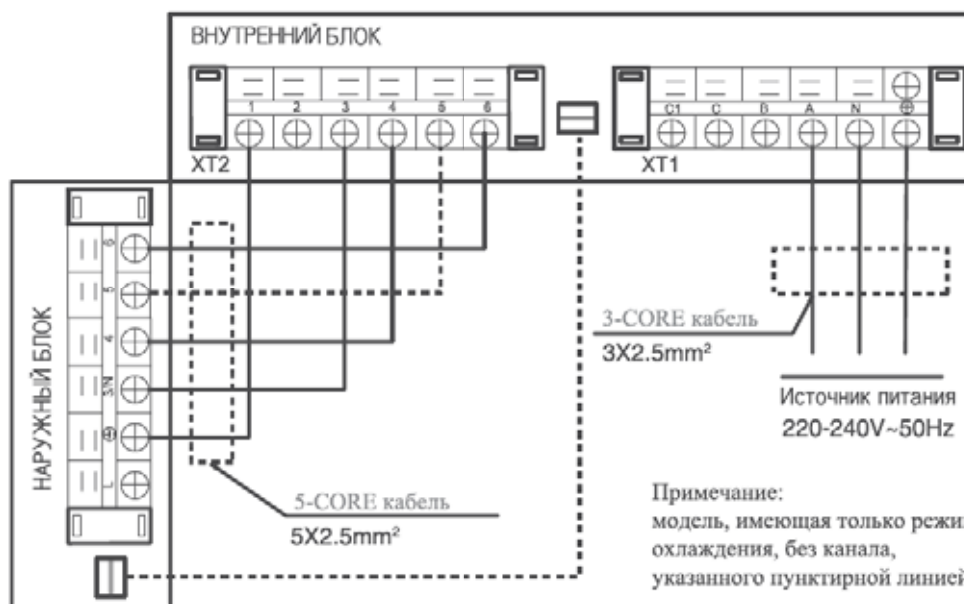 ВНУТРЕННИЙ БЛОК
1 2 3 4 5 6
C1 C B A N
XT2
XT1
НАРУЖНЫЙ БЛОК
6
5
4
3/N
L
3-CORE кабель
3X2.5mm²
Источник питания
220-240V~50Hz
5-CORE кабель
5X2.5mm²
Примечание:
модель, имеющая только режи
охлаждения, без канала,
указанного пунктирной линией